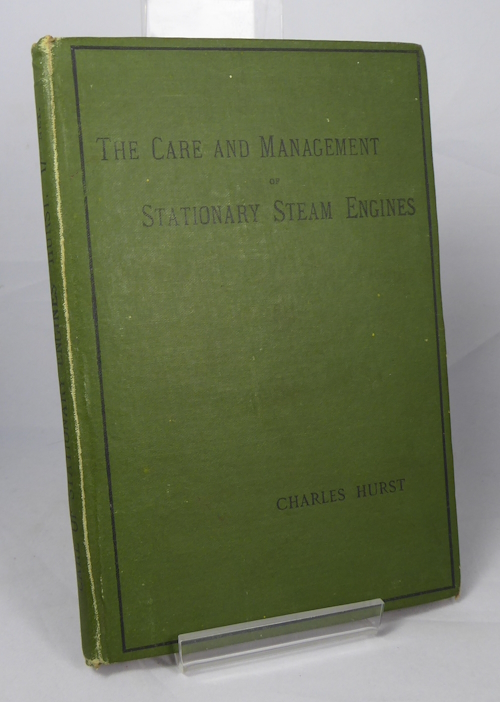 THE CARE AND MANAGEMENT
OF
STATIONARY STEAM ENGINES
CHARLES HURST